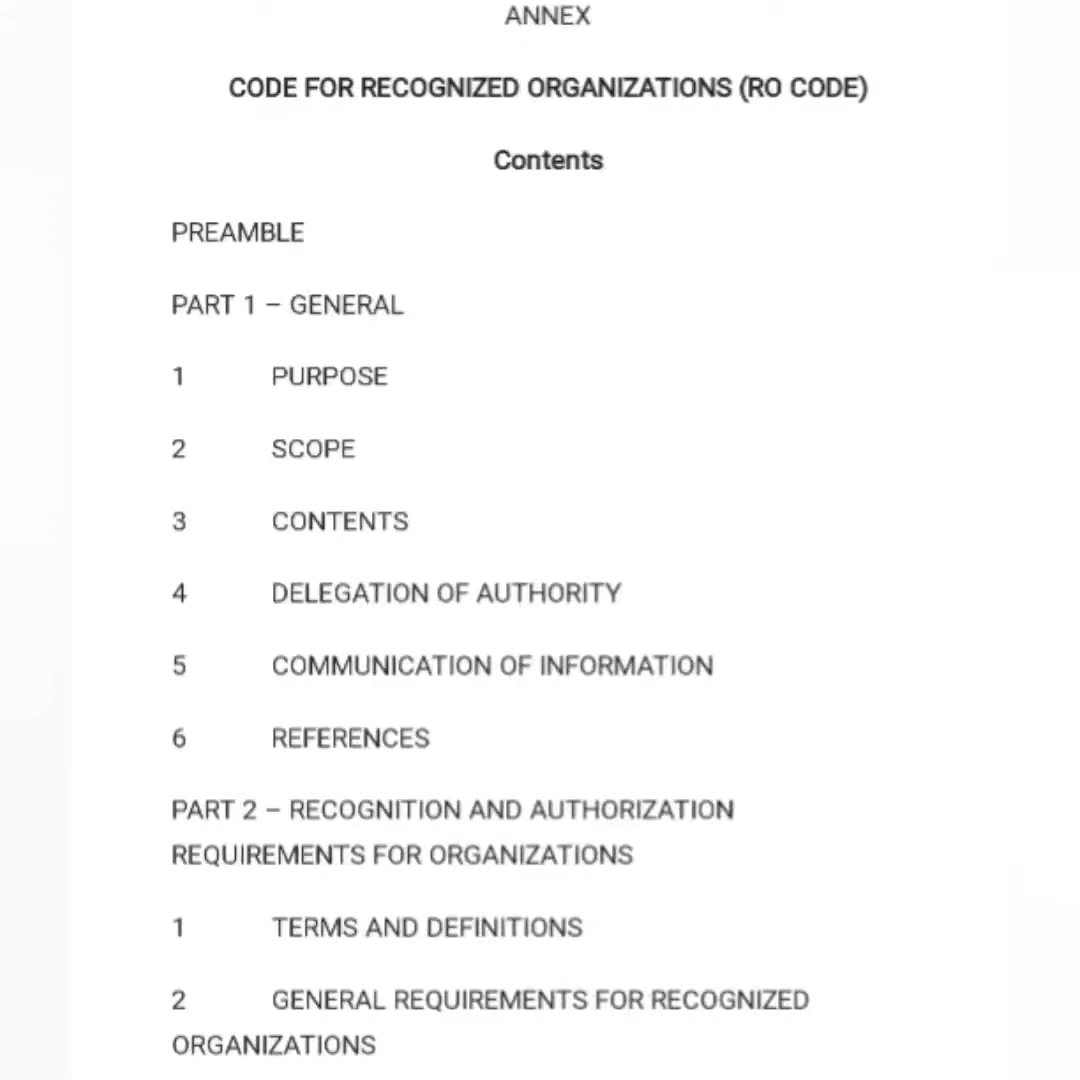 ANNEX
CODE FOR RECOGNIZED ORGANIZATIONS (RO CODE)
Contents
PREAMBLE
PART 1 – GENERAL
1 PURPOSE
2 SCOPE
3 CONTENTS
4 DELEGATION OF AUTHORITY
5 COMMUNICATION OF INFORMATION
6 REFERENCES
PART 2 – RECOGNITION AND AUTHORIZATION
REQUIREMENTS FOR ORGANIZATIONS
1 TERMS AND DEFINITIONS
2 GENERAL REQUIREMENTS FOR RECOGNIZED
ORGANIZATIONS